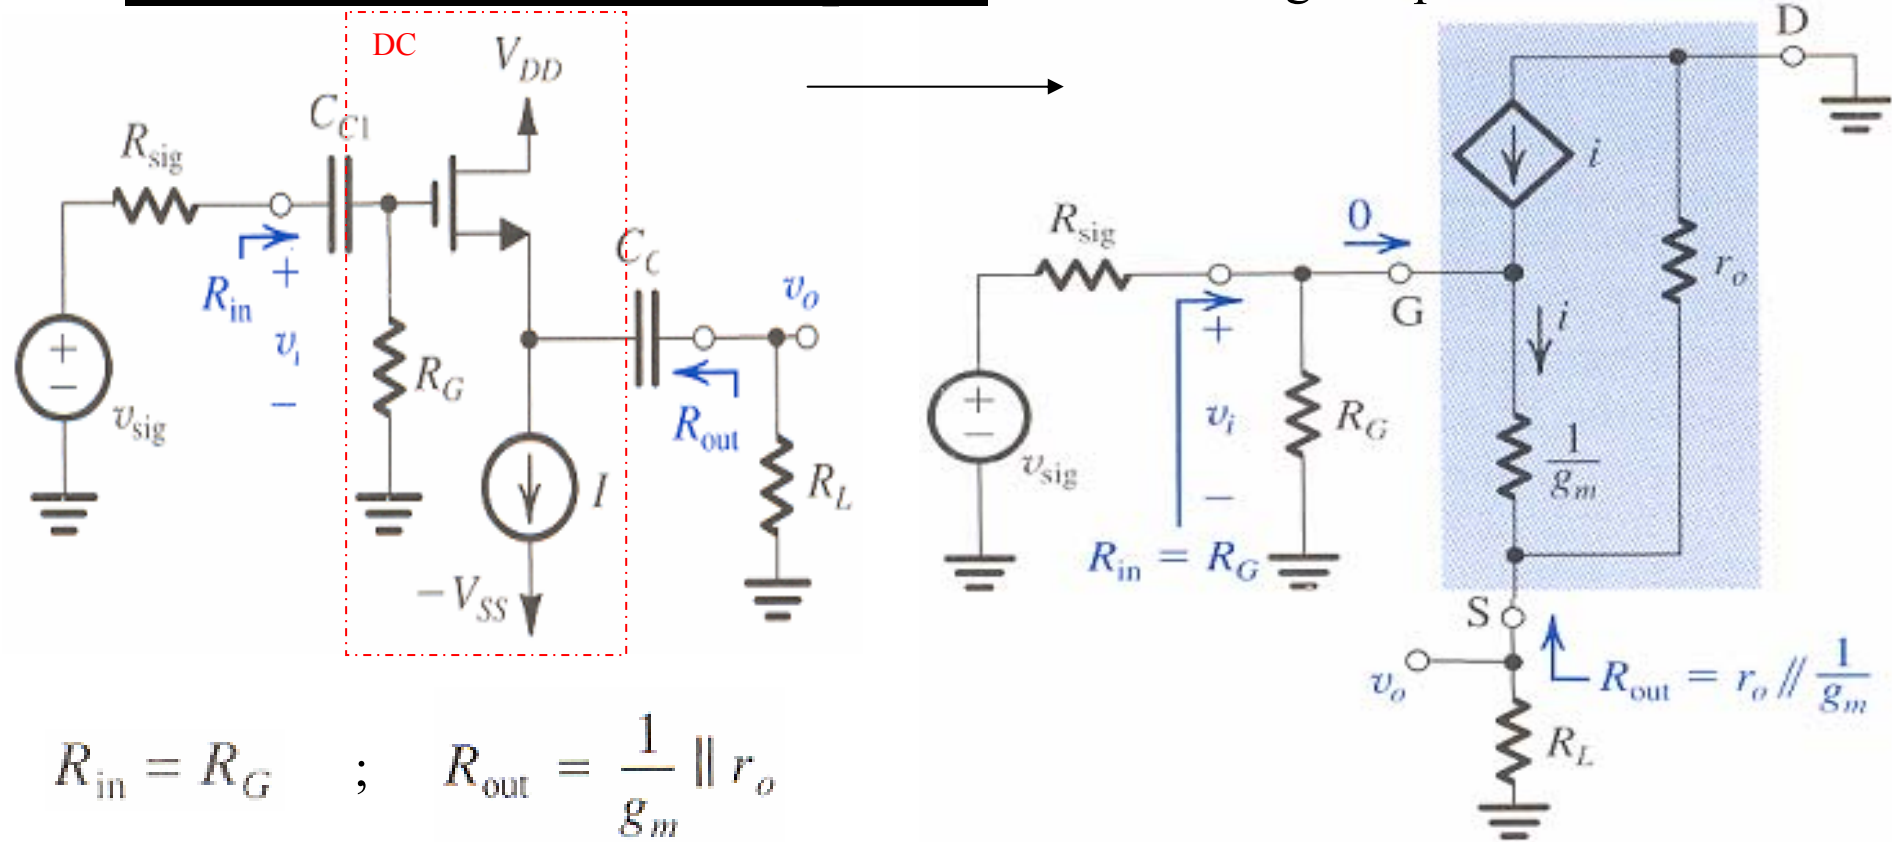 DC
V_DD
C_C1
R_sig
C_C
R_in
+
v_i
−
v_o
+
−
v_sig
R_G
R_out
I
R_L
−V_SS
R_in = R_G ; R_out = 1/g_m || r_o
D
i
0
R_sig
r_o
G
i
+
v_i
−
R_G
+
−
v_sig
1/g_m
R_in = R_G
S
v_o
R_out = r_o // 1/g_m
R_L